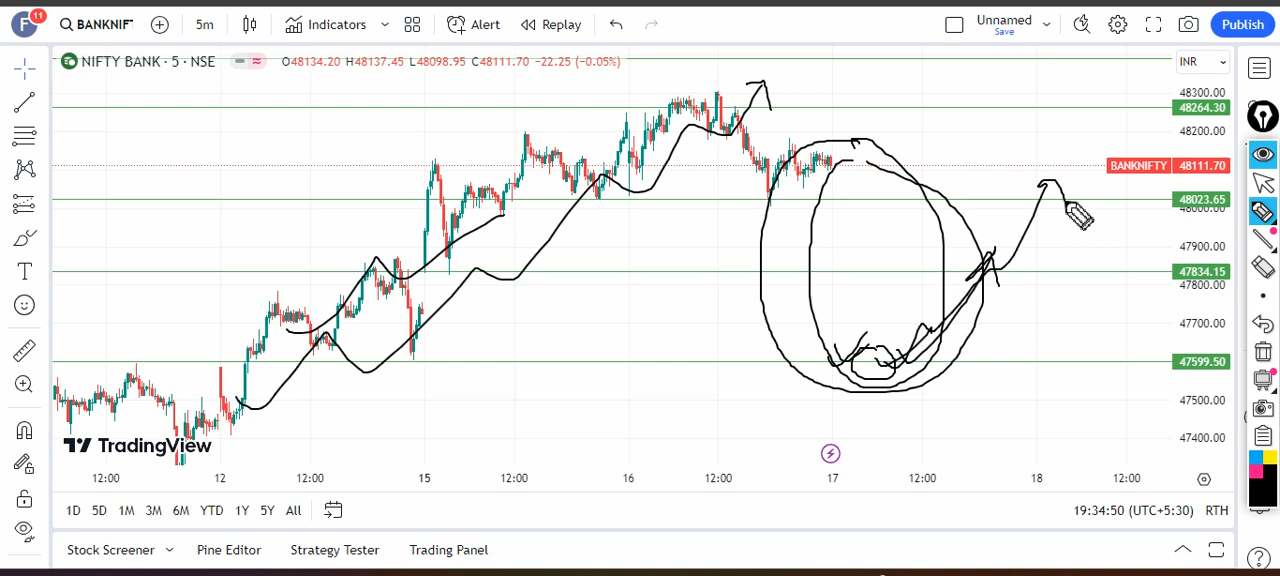 F 11 BANKNIF 5m Indicators Alert Replay Unnamed Save Publish
NIFTY BANK · 5 · NSE O48134.20 H48137.45 L48098.95 C48111.70 −22.25 (−0.05%) INR
48300.00
48264.30
48200.00
BANKNIFTY 48111.70
48023.65
48000.00
47900.00
47834.15
47800.00
47700.00
47599.50
47500.00
47400.00
TradingView
12:00 12 12:00 15 12:00 16 12:00 17 12:00 18 12:00
1D 5D 1M 3M 6M YTD 1Y 5Y All 19:34:50 (UTC+5:30) RTH
Stock Screener Pine Editor Strategy Tester Trading Panel